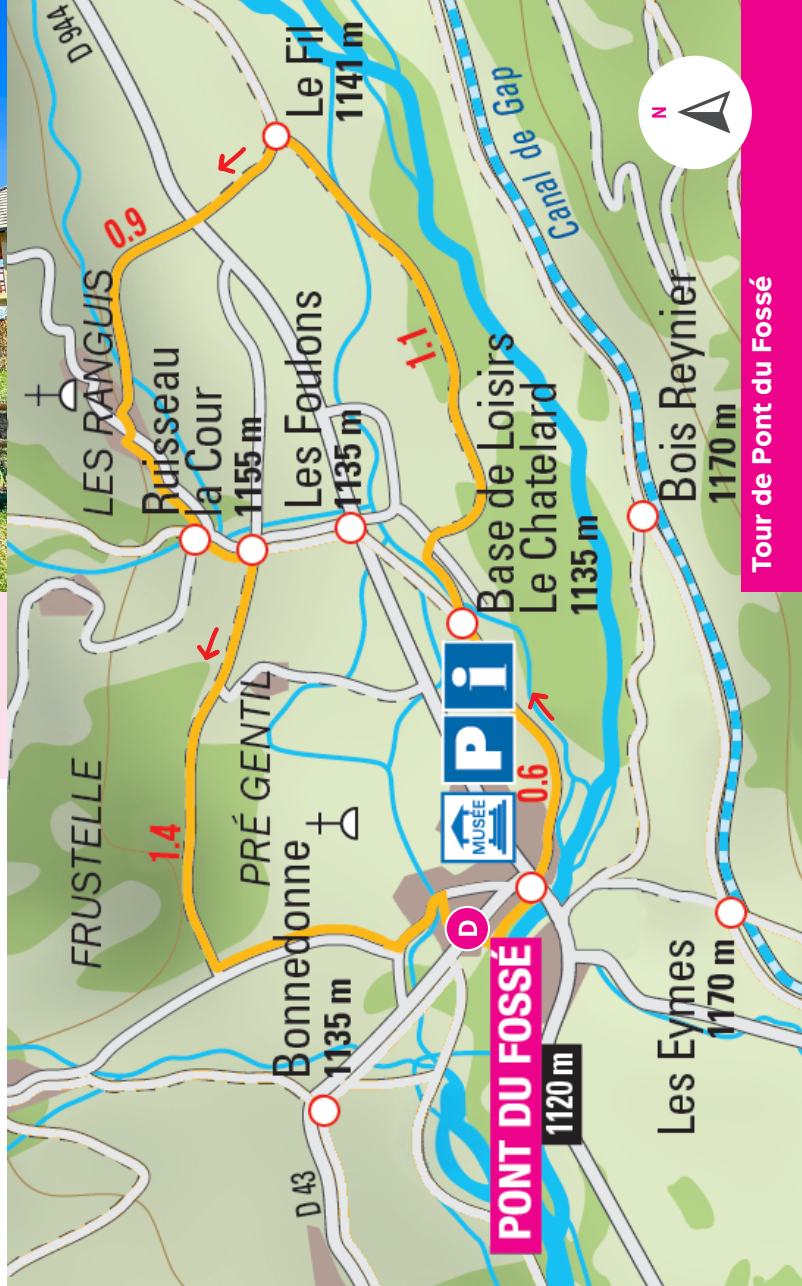 D 944
Le Fil
1141 m
0.9
LES RANGUIS
Canal de Gap
N
Ruisseau
la Cour
1155 m
Les Foulons
1135 m
1.1
Base de Loisirs
Le Chatelard
1135 m
Bois Reynier
1170 m
Tour de Pont du Fossé
FRUSTELLE
1.4
PRÉ GENTIL
i
P
MUSÉE
0.6
Bonnedonne
1135 m
D
PONT DU FOSSÉ
1120 m
Les Eymes
1170 m
D 43